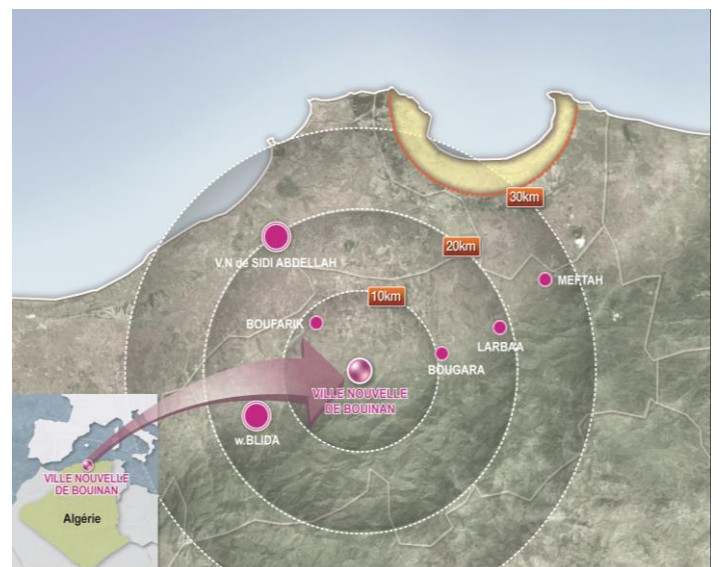 30km
20km
V.N de SIDI ABDELLAH
MEFTAH
10km
BOUFARIK
LARBAA
BOUGARA
VILLE NOUVELLE
DE BOUINAN
w.BLIDA
VILLE NOUVELLE
DE BOUINAN
Algérie